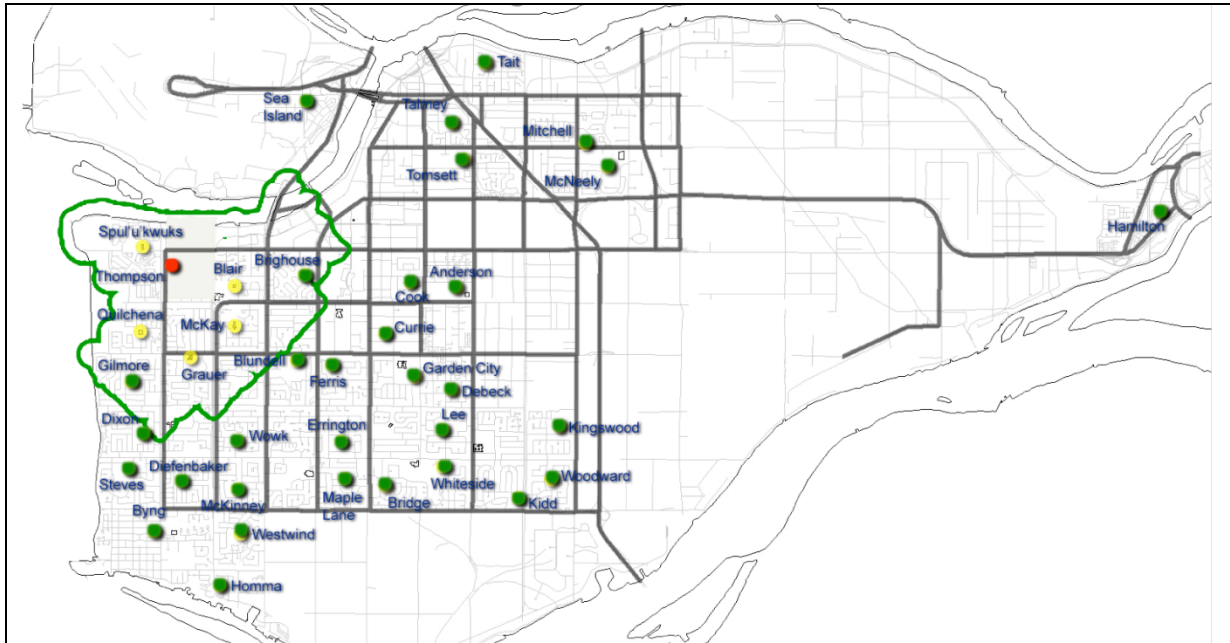 Tait
Sea
Island
Talmey
Mitchell
Tomsett
McNeely
Hamilton
Spul'u'kwuks
Thompson
Blair
Brighouse
Anderson
Cook
Quilchena
McKay
Currie
Gilmore
Grauer
Blundell
Ferris
Garden City
Debeck
Dixon
Wowk
Errington
Lee
Kingswood
Diefenbaker
Steves
McKinney
Maple
Lane
Bridge
Whiteside
Woodward
Kidd
Byng
Westwind
Homma